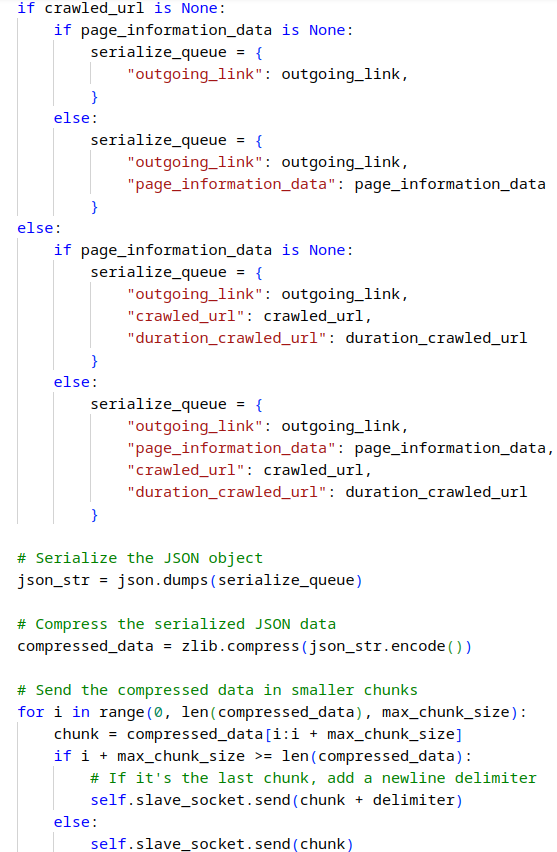 if crawled_url is None:
    if page_information_data is None:
        serialize_queue = {
            "outgoing_link": outgoing_link,
        }
    else:
        serialize_queue = {
            "outgoing_link": outgoing_link,
            "page_information_data": page_information_data
        }
else:
    if page_information_data is None:
        serialize_queue = {
            "outgoing_link": outgoing_link,
            "crawled_url": crawled_url,
            "duration_crawled_url": duration_crawled_url
        }
    else:
        serialize_queue = {
            "outgoing_link": outgoing_link,
            "page_information_data": page_information_data,
            "crawled_url": crawled_url,
            "duration_crawled_url": duration_crawled_url
        }

# Serialize the JSON object
json_str = json.dumps(serialize_queue)

# Compress the serialized JSON data
compressed_data = zlib.compress(json_str.encode())

# Send the compressed data in smaller chunks
for i in range(0, len(compressed_data), max_chunk_size):
    chunk = compressed_data[i:i + max_chunk_size]
    if i + max_chunk_size >= len(compressed_data):
        # If it's the last chunk, add a newline delimiter
        self.slave_socket.send(chunk + delimiter)
    else:
        self.slave_socket.send(chunk)